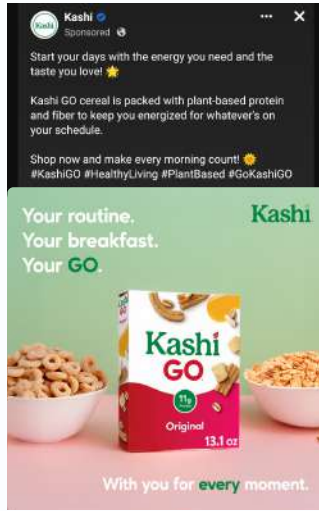 Kashi
Sponsored
Start your days with the energy you need and the
taste you love! 🌟
Kashi GO cereal is packed with plant-based protein
and fiber to keep you energized for whatever's on
your schedule.
Shop now and make every morning count! 🌞
#KashiGO #HealthyLiving #PlantBased #GoKashiGO
Your routine.
Your breakfast.
Your GO.
Kashi
Kashi
GO
11g
Original
13.1 oz
With you for every moment.